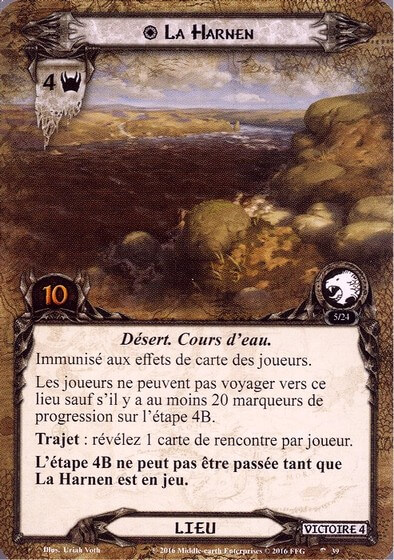 La Harnen
4
10
5/24
Désert. Cours d'eau.
Immunisé aux effets de carte des joueurs.
Les joueurs ne peuvent pas voyager vers ce
lieu sauf s'il y a au moins 20 marqueurs de
progression sur l'étape 4B.
Trajet : révélez 1 carte de rencontre par joueur.
L'étape 4B ne peut pas être passée tant que
La Harnen est en jeu.
LIEU
VICTOIRE 4
Illus. Uriah Voth
© 2016 Middle-earth Enterprises © 2016 FFG
39